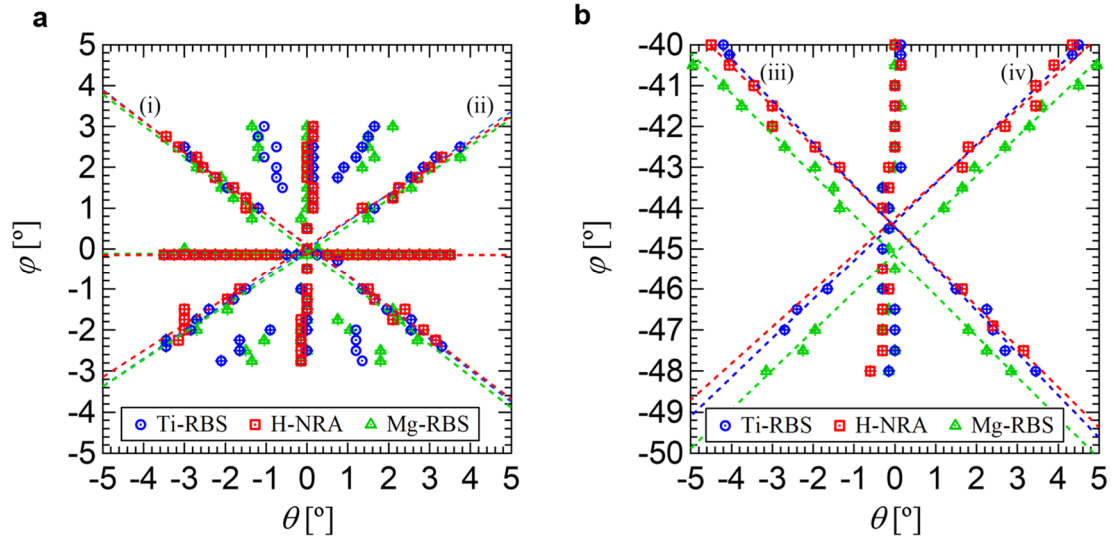 a
5
4
3
2
1
0
-1
-2
-3
-4
-5
φ [º]
(i)
(ii)
Ti-RBS H-NRA Mg-RBS
-5 -4 -3 -2 -1 0 1 2 3 4 5
θ [º]
b
-40
-41
-42
-43
-44
-45
-46
-47
-48
-49
-50
φ [º]
(iii)
(iv)
Ti-RBS H-NRA Mg-RBS
-5 -4 -3 -2 -1 0 1 2 3 4 5
θ [º]